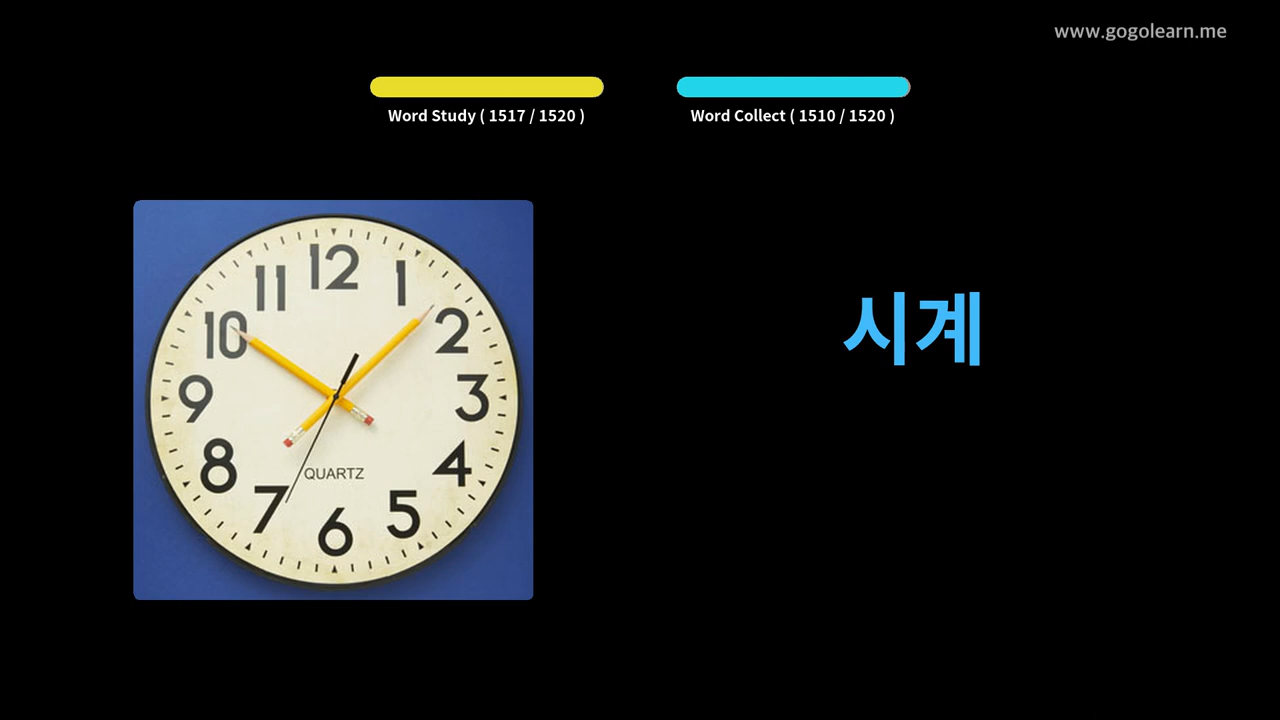 www.gogolearn.me
Word Study ( 1517 / 1520 )
Word Collect ( 1510 / 1520 )
12
11
1
10
2
9
3
8
4
7
5
6
QUARTZ
시계